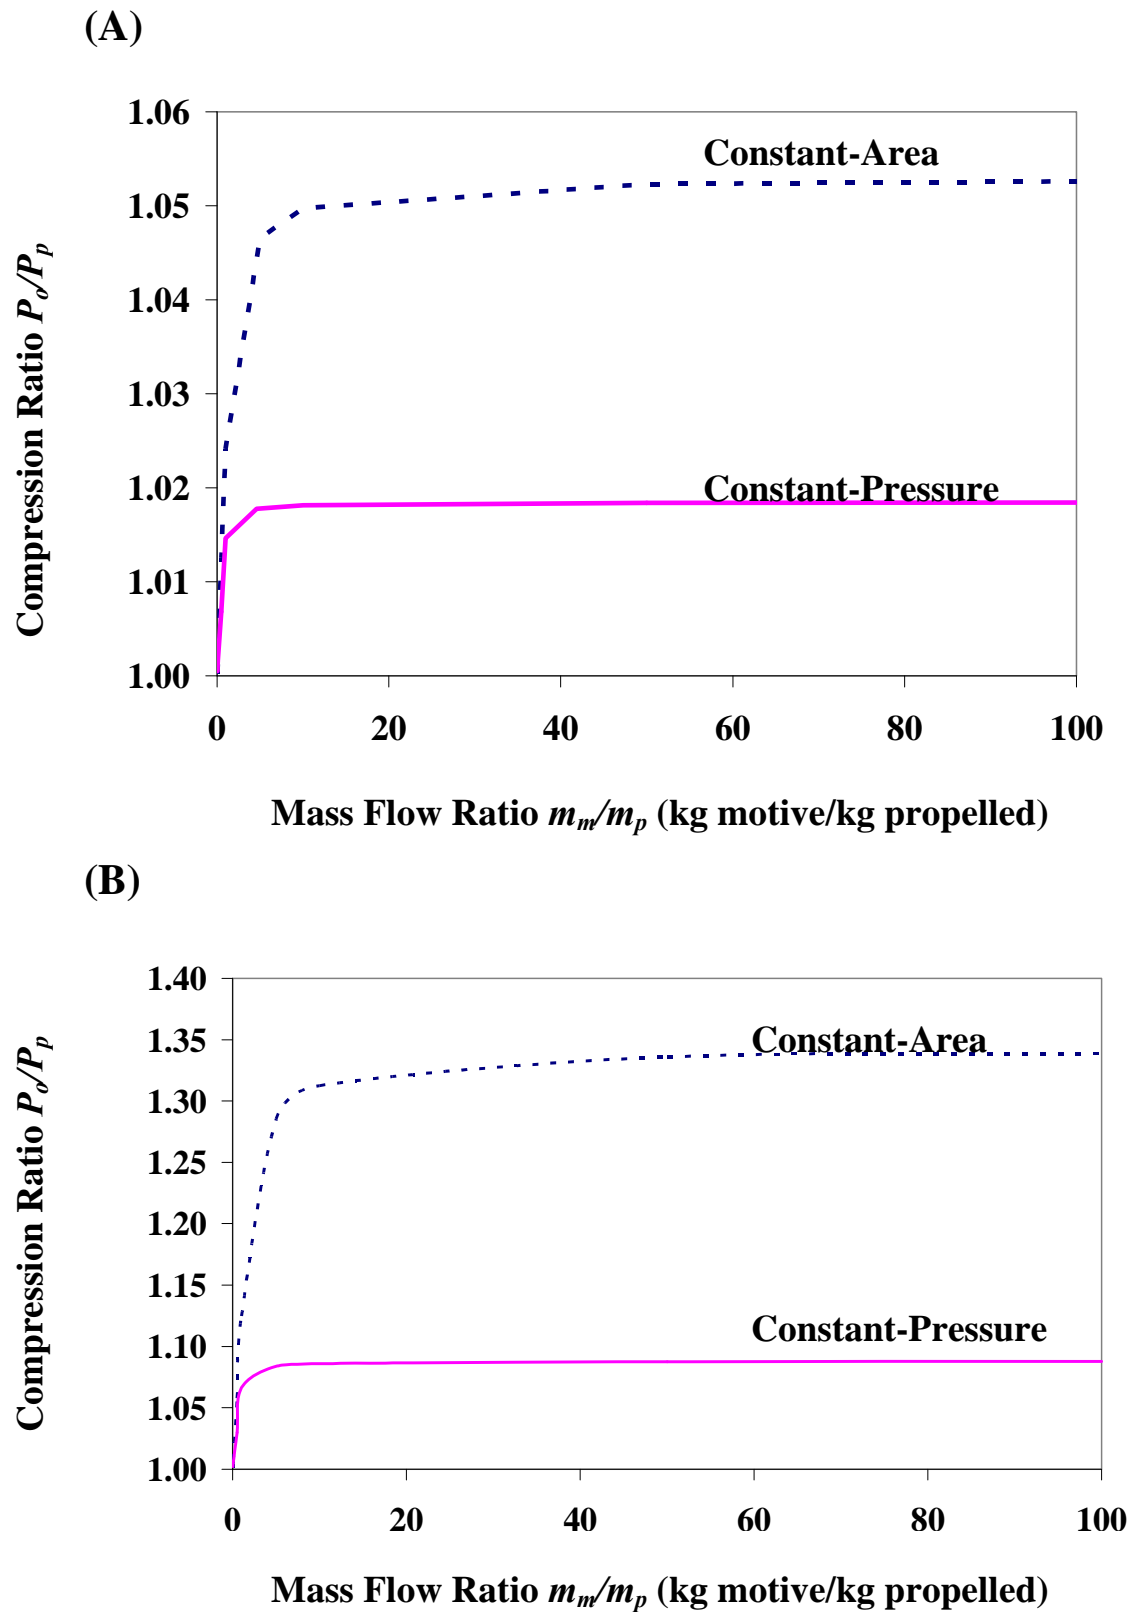 (A)
1.06
1.05
1.04
1.03
1.02
1.01
1.00
Compression Ratio Po/Pp
Constant-Area
Constant-Pressure
0 20 40 60 80 100
Mass Flow Ratio mm/mp (kg motive/kg propelled)
(B)
1.40
1.35
1.30
1.25
1.20
1.15
1.10
1.05
1.00
Compression Ratio Po/Pp
Constant-Area
Constant-Pressure
0 20 40 60 80 100
Mass Flow Ratio mm/mp (kg motive/kg propelled)